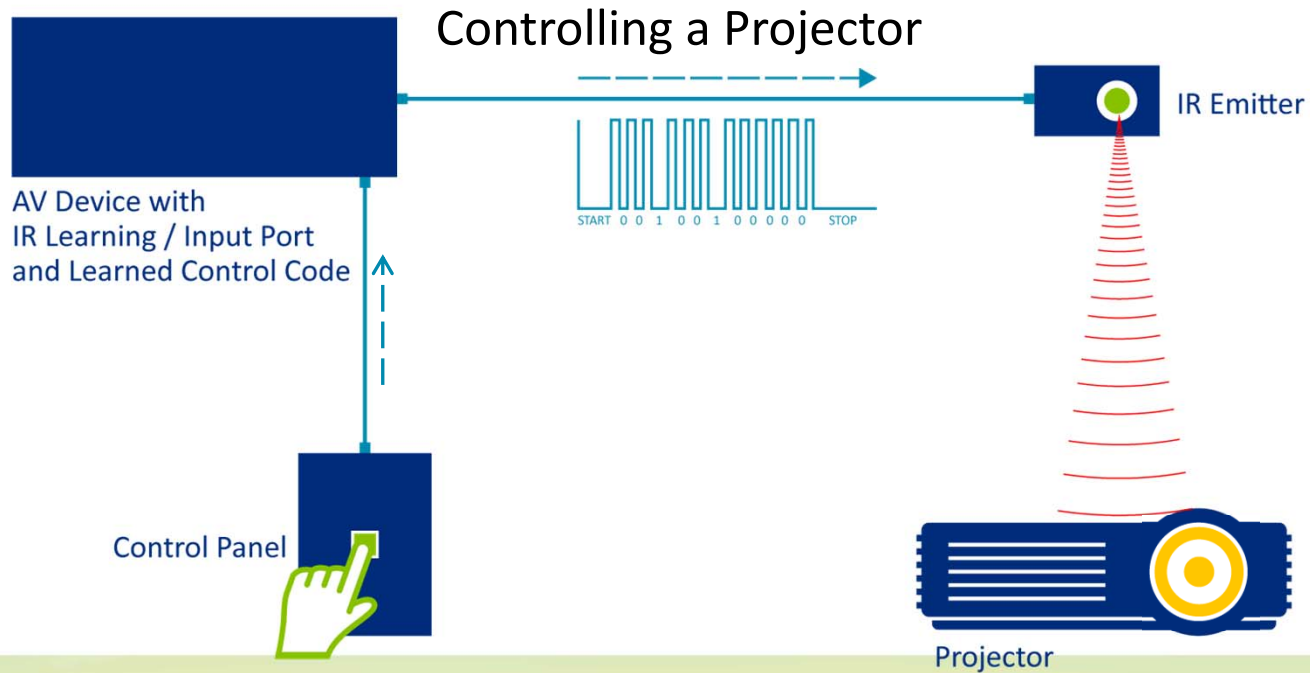 Controlling a Projector
IR Emitter
AV Device with
IR Learning / Input Port
and Learned Control Code
START 0 0 1 0 0 1 0 0 0 0 0 STOP
Control Panel
Projector